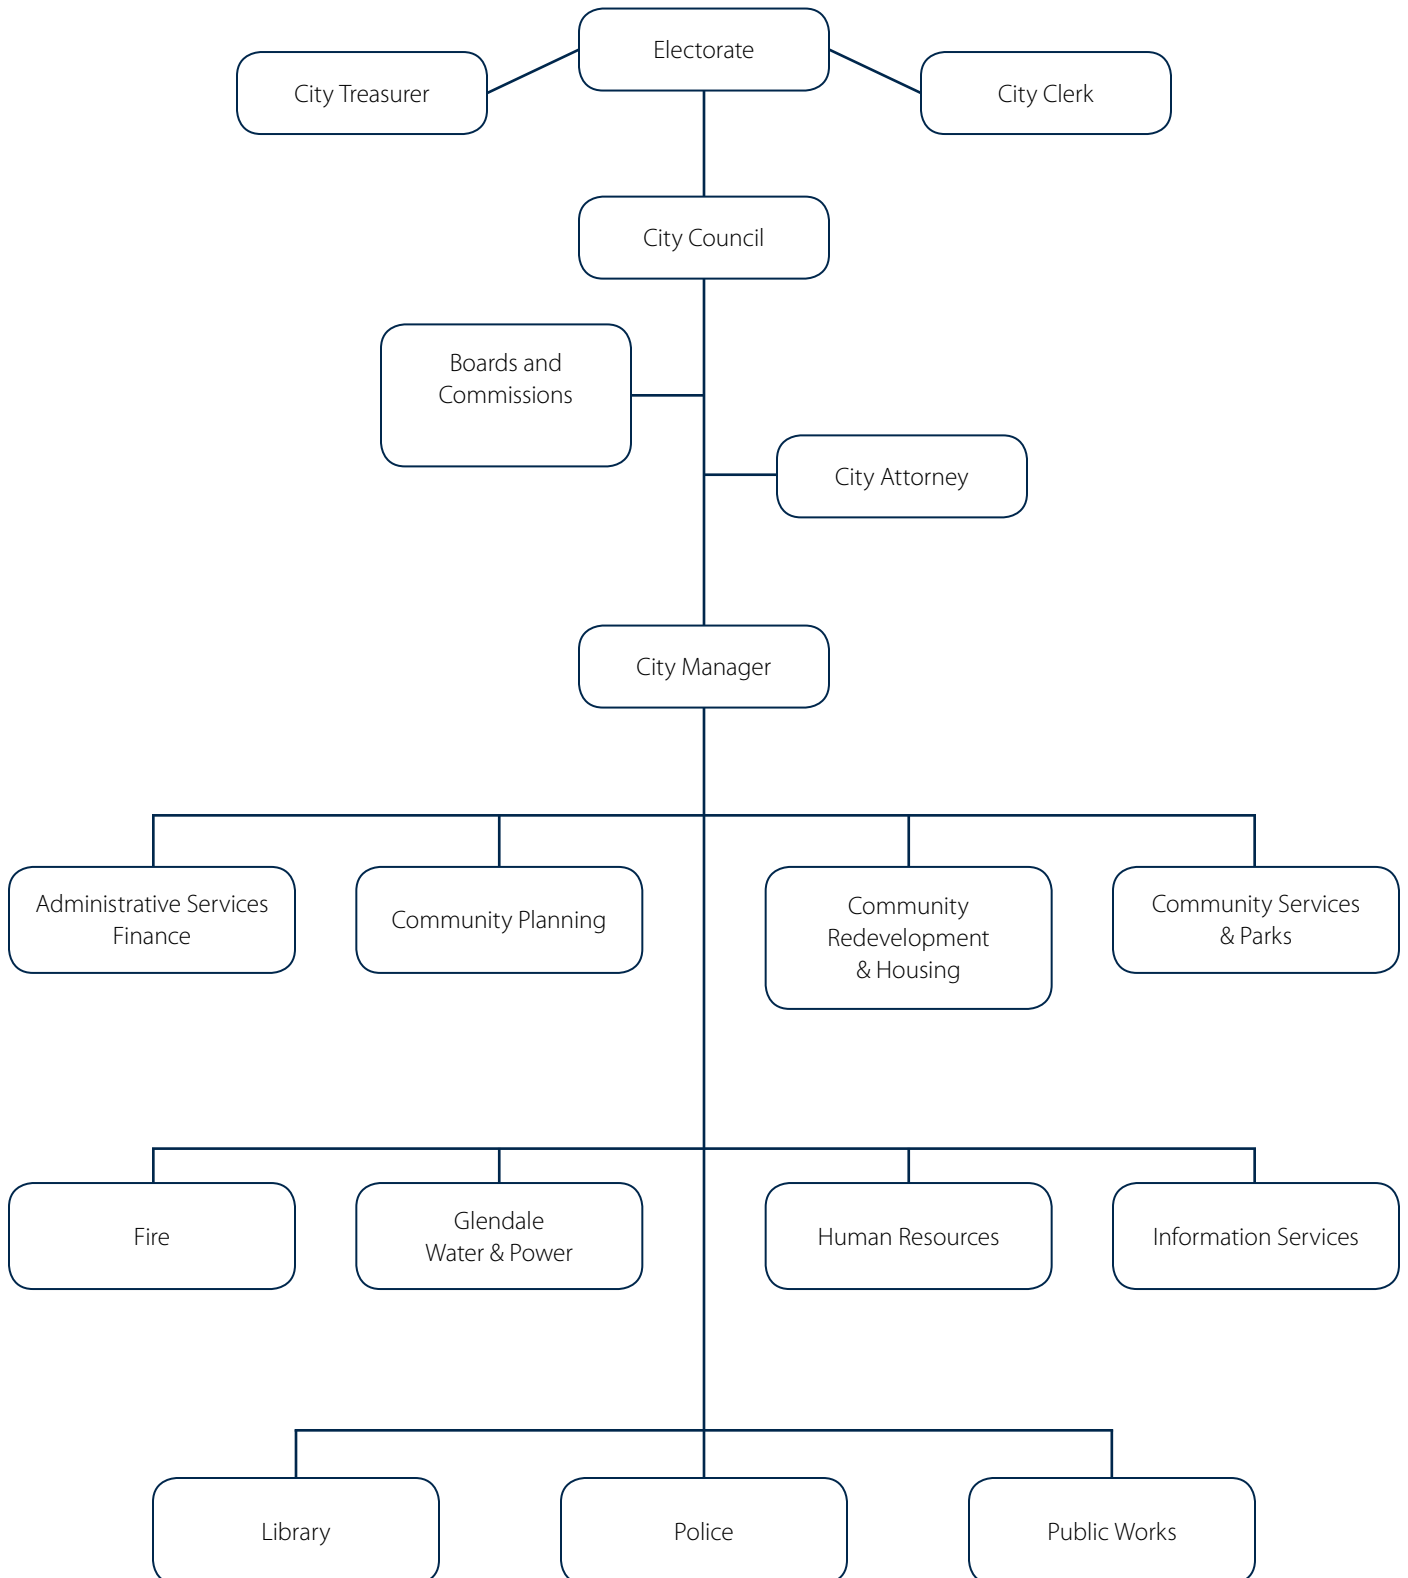 Electorate
City Treasurer
City Clerk
City Council
Boards and
Commissions
City Attorney
City Manager
Administrative Services
Finance
Community Planning
Community
Redevelopment
& Housing
Community Services
& Parks
Fire
Glendale
Water & Power
Human Resources
Information Services
Library
Police
Public Works